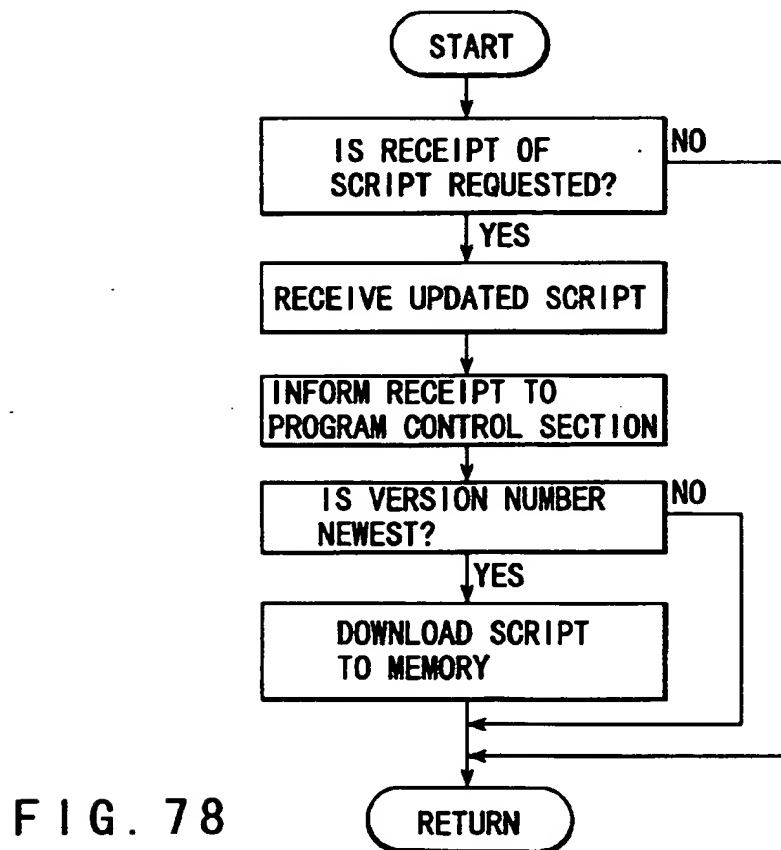 START
IS RECEIPT OF
SCRIPT REQUESTED?
NO
YES
RECEIVE UPDATED SCRIPT
INFORM RECEIPT TO
PROGRAM CONTROL SECTION
IS VERSION NUMBER
NEWEST?
NO
YES
DOWNLOAD SCRIPT
TO MEMORY
RETURN
FIG. 78